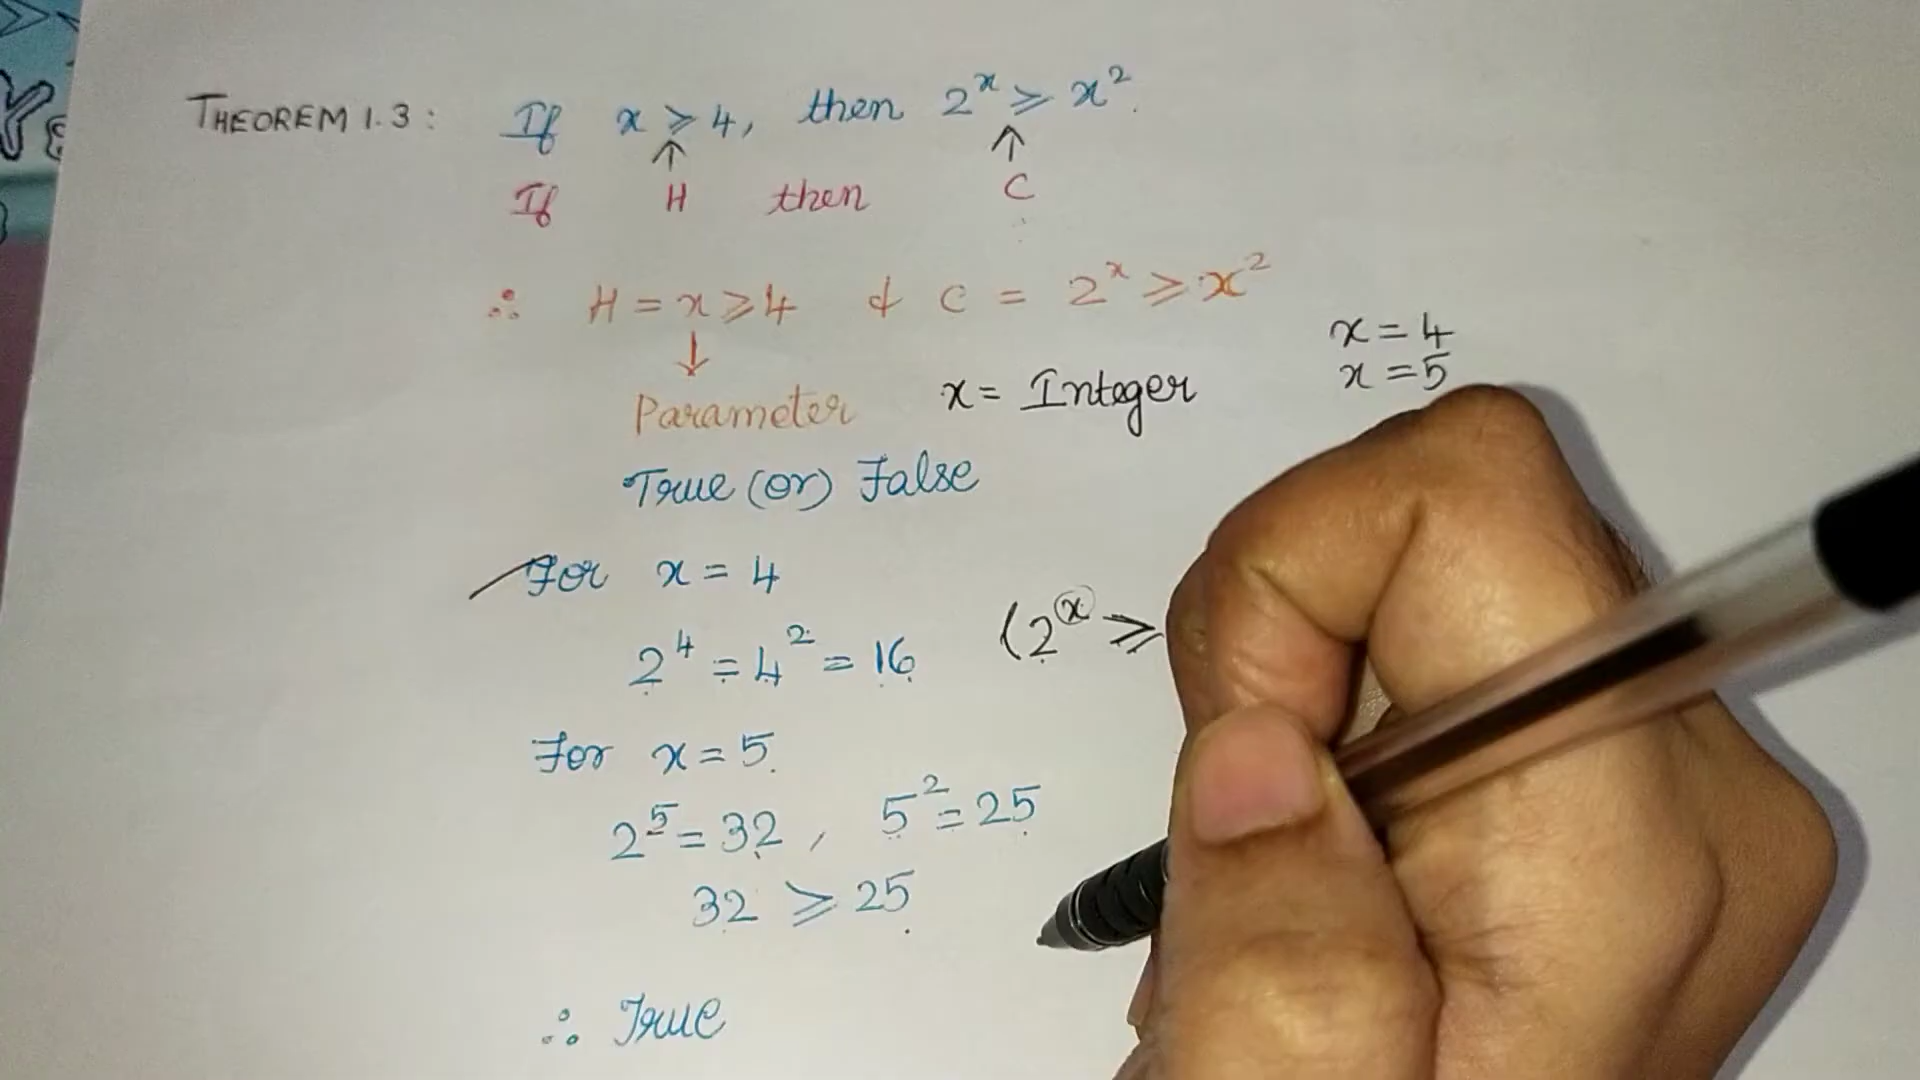 THEOREM 1.3: If x ≥ 4, then 2^x ≥ x^2.
↑ ↑
If H then C
∴ H = x ≥ 4 & C = 2^x ≥ x^2
↓
x = 4
x = 5
Parameter x = Integer
True (or) False
For x = 4
2^4 = 4^2 = 16 (2^x ≥
For x = 5.
2^5 = 32, 5^2 = 25
32 ≥ 25
∴ True